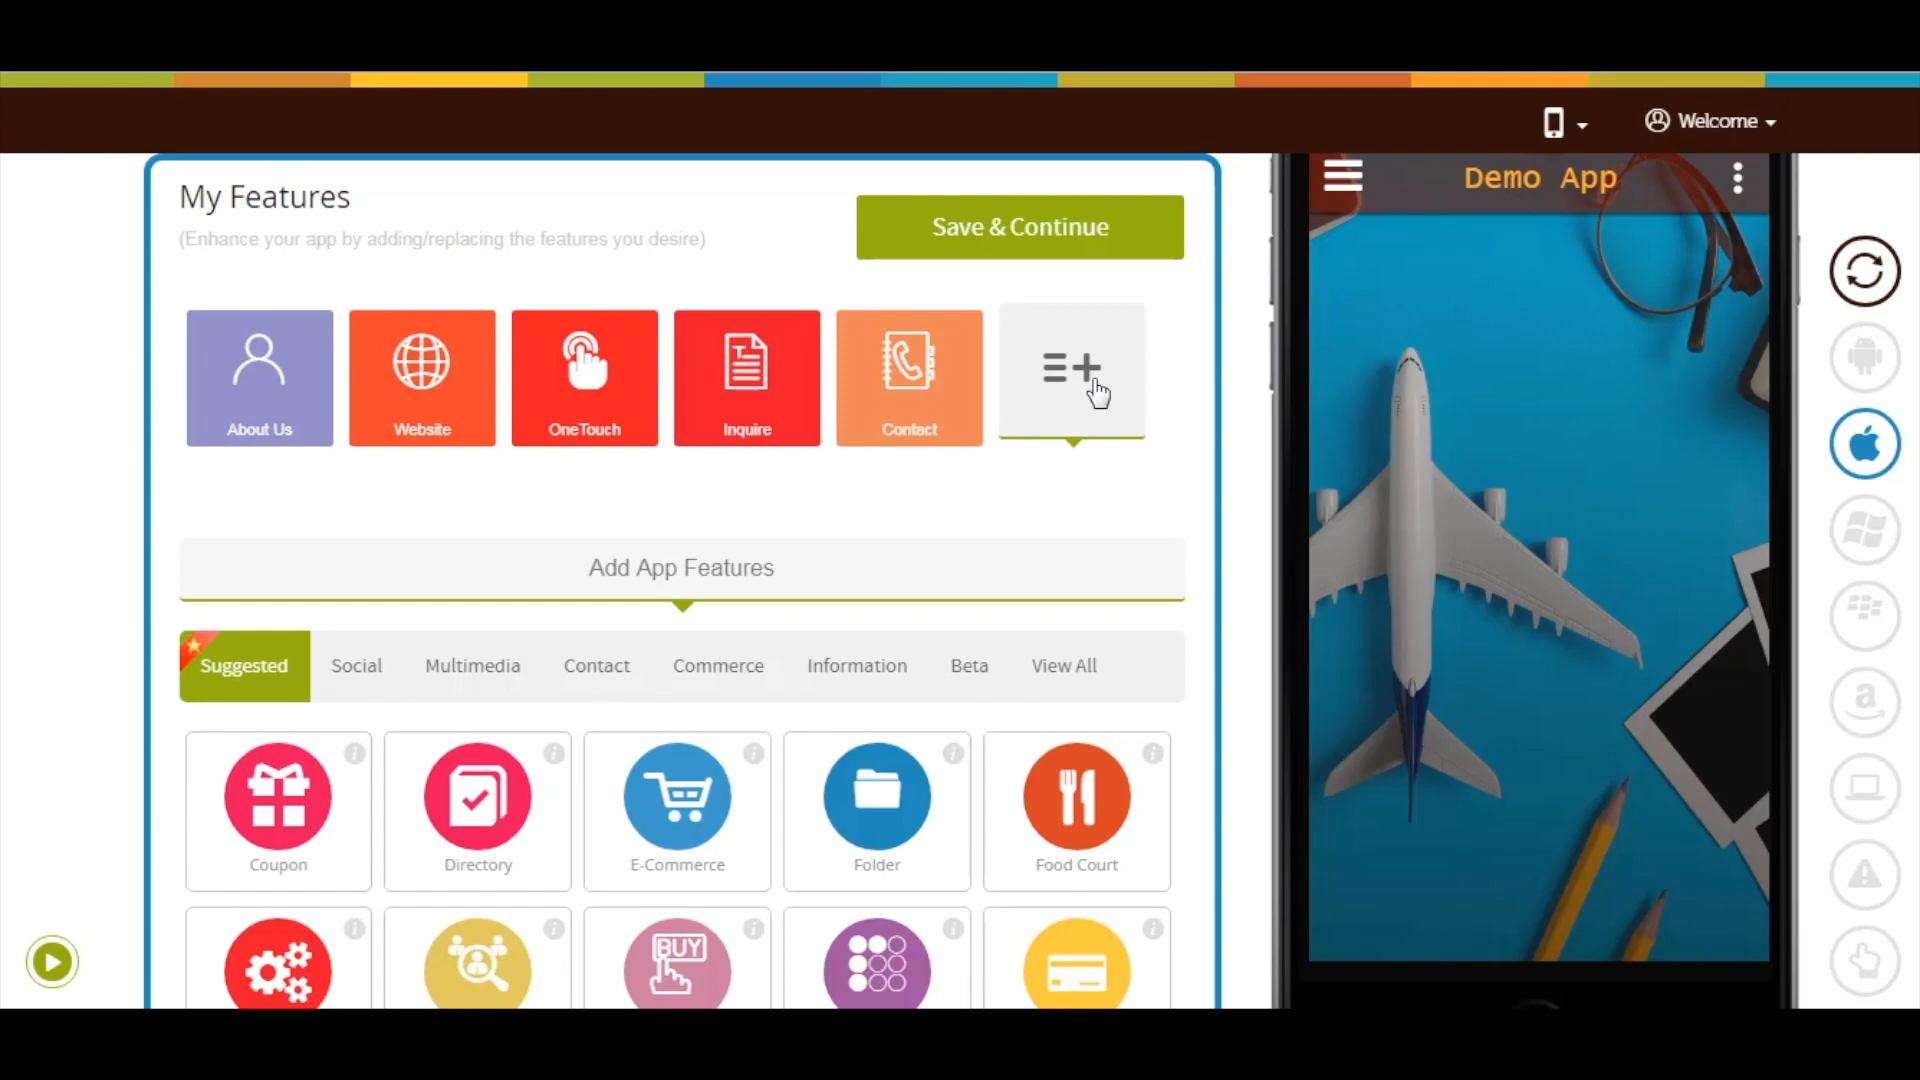 Welcome
My Features
(Enhance your app by adding/replacing the features you desire)
Save & Continue
Demo App
About Us
Website
OneTouch
Inquire
Contact
Add App Features
Suggested
Social
Multimedia
Contact
Commerce
Information
Beta
View All
Coupon
Directory
E-Commerce
Folder
Food Court
BUY